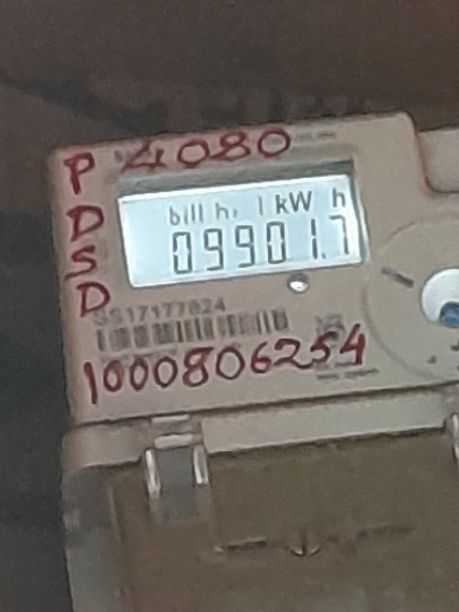 P 4080
D
S
D
bill h, 1 kW h
09901.7
SS17177824
1000806254